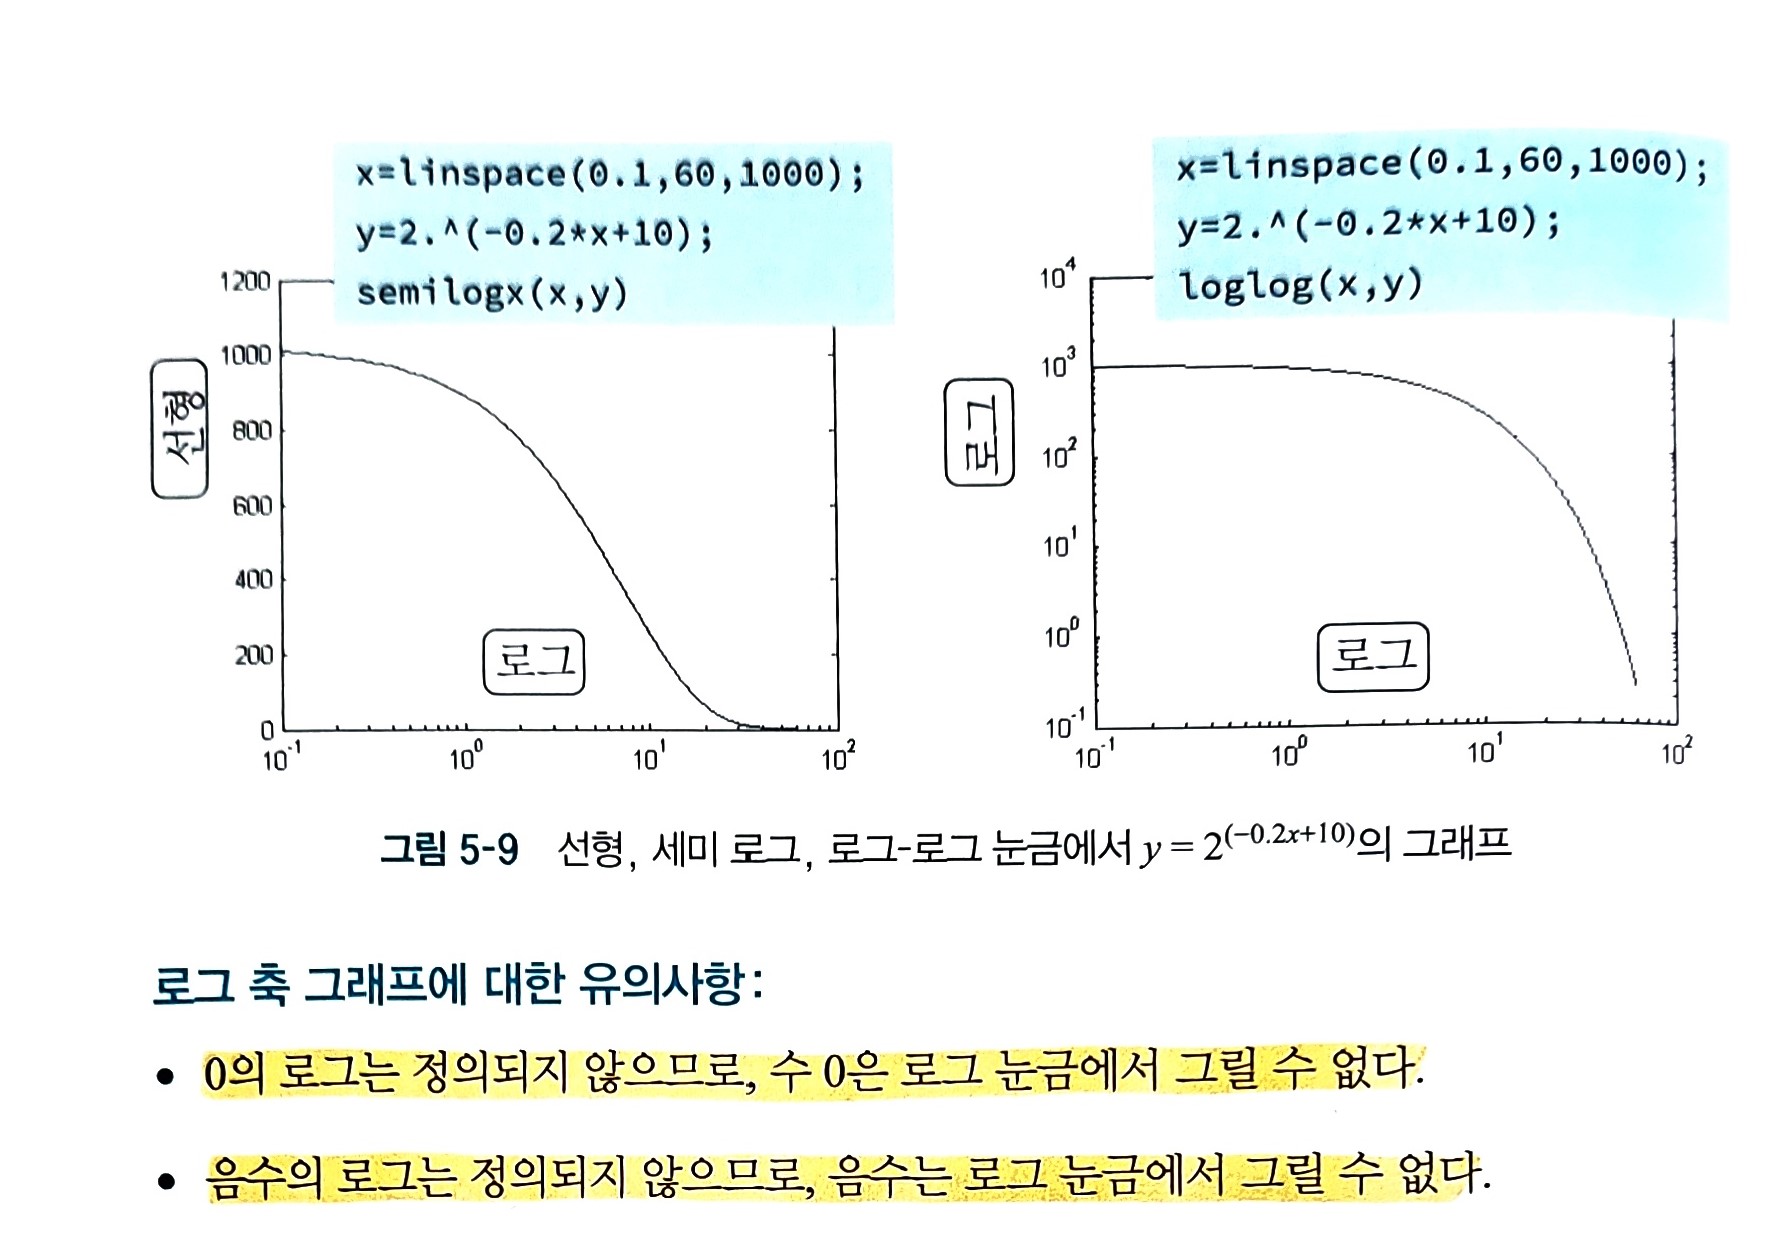 x=linspace(0.1,60,1000);
y=2.^(-0.2*x+10);
semilogx(x,y)
1200
1000
800
600
400
200
0
선형
로그
10^-1
10^0
10^1
10^2
x=linspace(0.1,60,1000);
y=2.^(-0.2*x+10);
loglog(x,y)
10^4
10^3
10^2
10^1
10^0
10^-1
로그
로그
10^-1
10^0
10^1
10^2
그림 5-9 선형, 세미 로그, 로그-로그 눈금에서 y = 2^(−0.2x+10)의 그래프
로그 축 그래프에 대한 유의사항:
• 0의 로그는 정의되지 않으므로, 수 0은 로그 눈금에서 그릴 수 없다.
• 음수의 로그는 정의되지 않으므로, 음수는 로그 눈금에서 그릴 수 없다.